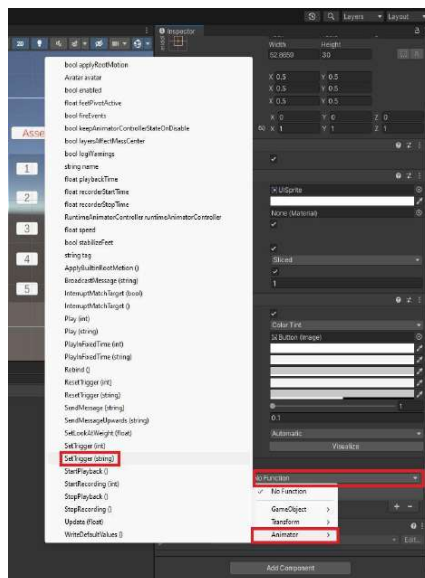 Layers
Layout
Inspector
20
Width
Height
52.8659
30
X 0.5
Y 0.5
X 0.5
Y 0.5
X 0.5
Y 0.5
X 0
Y 0
Z 0
X 1
Y 1
Z 1
Asse
1
2
3
4
5
bool applyRootMotion
Avatar avatar
bool enabled
float feetPivotActive
bool fireEvents
bool keepAnimatorControllerStateOnDisable
bool layersAffectMassCenter
bool logWarnings
string name
float playbackTime
float recorderStartTime
float recorderStopTime
RuntimeAnimatorController runtimeAnimatorController
float speed
bool stabilizeFeet
string tag
ApplyBuiltinRootMotion ()
BroadcastMessage (string)
InterruptMatchTarget (bool)
InterruptMatchTarget ()
Play (int)
Play (string)
PlayInFixedTime (int)
PlayInFixedTime (string)
Rebind ()
ResetTrigger (int)
ResetTrigger (string)
SendMessage (string)
SendMessageUpwards (string)
SetLookAtWeight (float)
SetTrigger (int)
SetTrigger (string)
StartPlayback ()
StartRecording (int)
StopPlayback ()
StopRecording ()
Update (float)
WriteDefaultValues ()
UISprite
None (Material)
Sliced
1
Color Tint
Button (Image)
1
0.1
Automatic
Visualize
No Function
No Function
GameObject
Transform
Animator
Edit...
Add Component